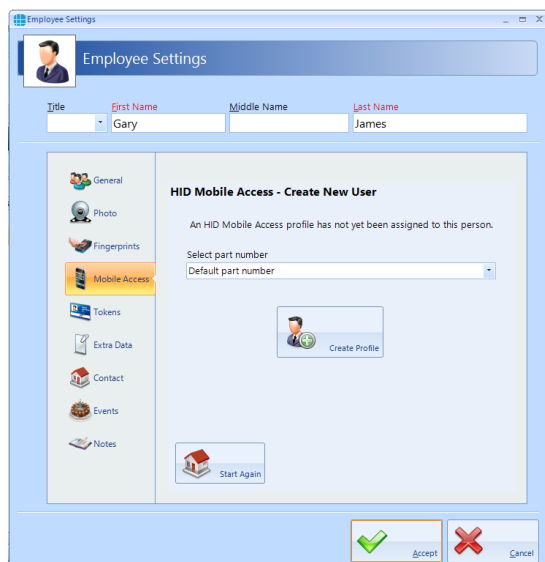 Employee Settings
Employee Settings
Title First Name Middle Name Last Name
Gary James
General
Photo
Fingerprints
Mobile Access
Tokens
Extra Data
Contact
Events
Notes
HID Mobile Access - Create New User
An HID Mobile Access profile has not yet been assigned to this person.
Select part number
Default part number
Create Profile
Start Again
Accept Cancel